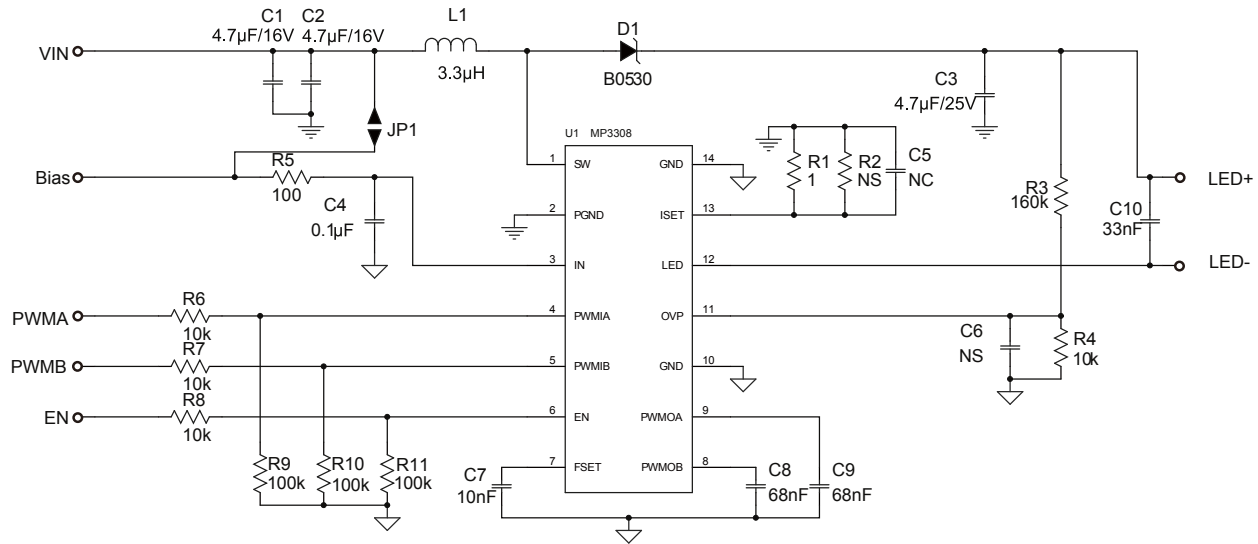 C1 C2
4.7µF/16V 4.7µF/16V
L1
3.3µH
D1
B0530
VIN
C3
4.7µF/25V
JP1
U1 MP3308
Bias
R5
100
C4
0.1µF
1 SW
GND 14
R1
1
R2
NS
C5
NC
R3
160k
LED+
C10
33nF
2 PGND
ISET 13
3 IN
LED 12
LED-
PWMA
R6
10k
4 PWMIA
OVP 11
C6
NS
R4
10k
PWMB
R7
10k
5 PWMIB
GND 10
EN
R8
10k
6 EN
PWMOA 9
R9
100k
R10
100k
R11
100k
C7
10nF
7 FSET
PWMOB 8
C8
68nF
C9
68nF